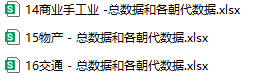 14商业手工业 -总数据和各朝代数据.xlsx
15物产 - 总数据和各朝代数据.xlsx
16交通 - 总数据和各朝代数据.xlsx